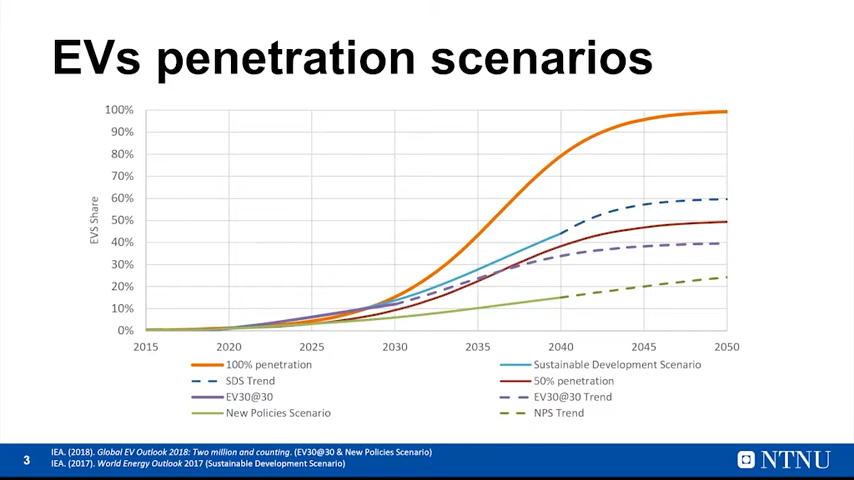 EVs penetration scenarios
100%
90%
80%
70%
60%
50%
40%
30%
20%
10%
0%
EVS Share
2015 2020 2025 2030 2035 2040 2045 2050
100% penetration Sustainable Development Scenario
SDS Trend 50% penetration
EV30@30 EV30@30 Trend
New Policies Scenario NPS Trend
3
IEA. (2018). Global EV Outlook 2018: Two million and counting. (EV30@30 & New Policies Scenario)
IEA. (2017). World Energy Outlook 2017 (Sustainable Development Scenario)
NTNU